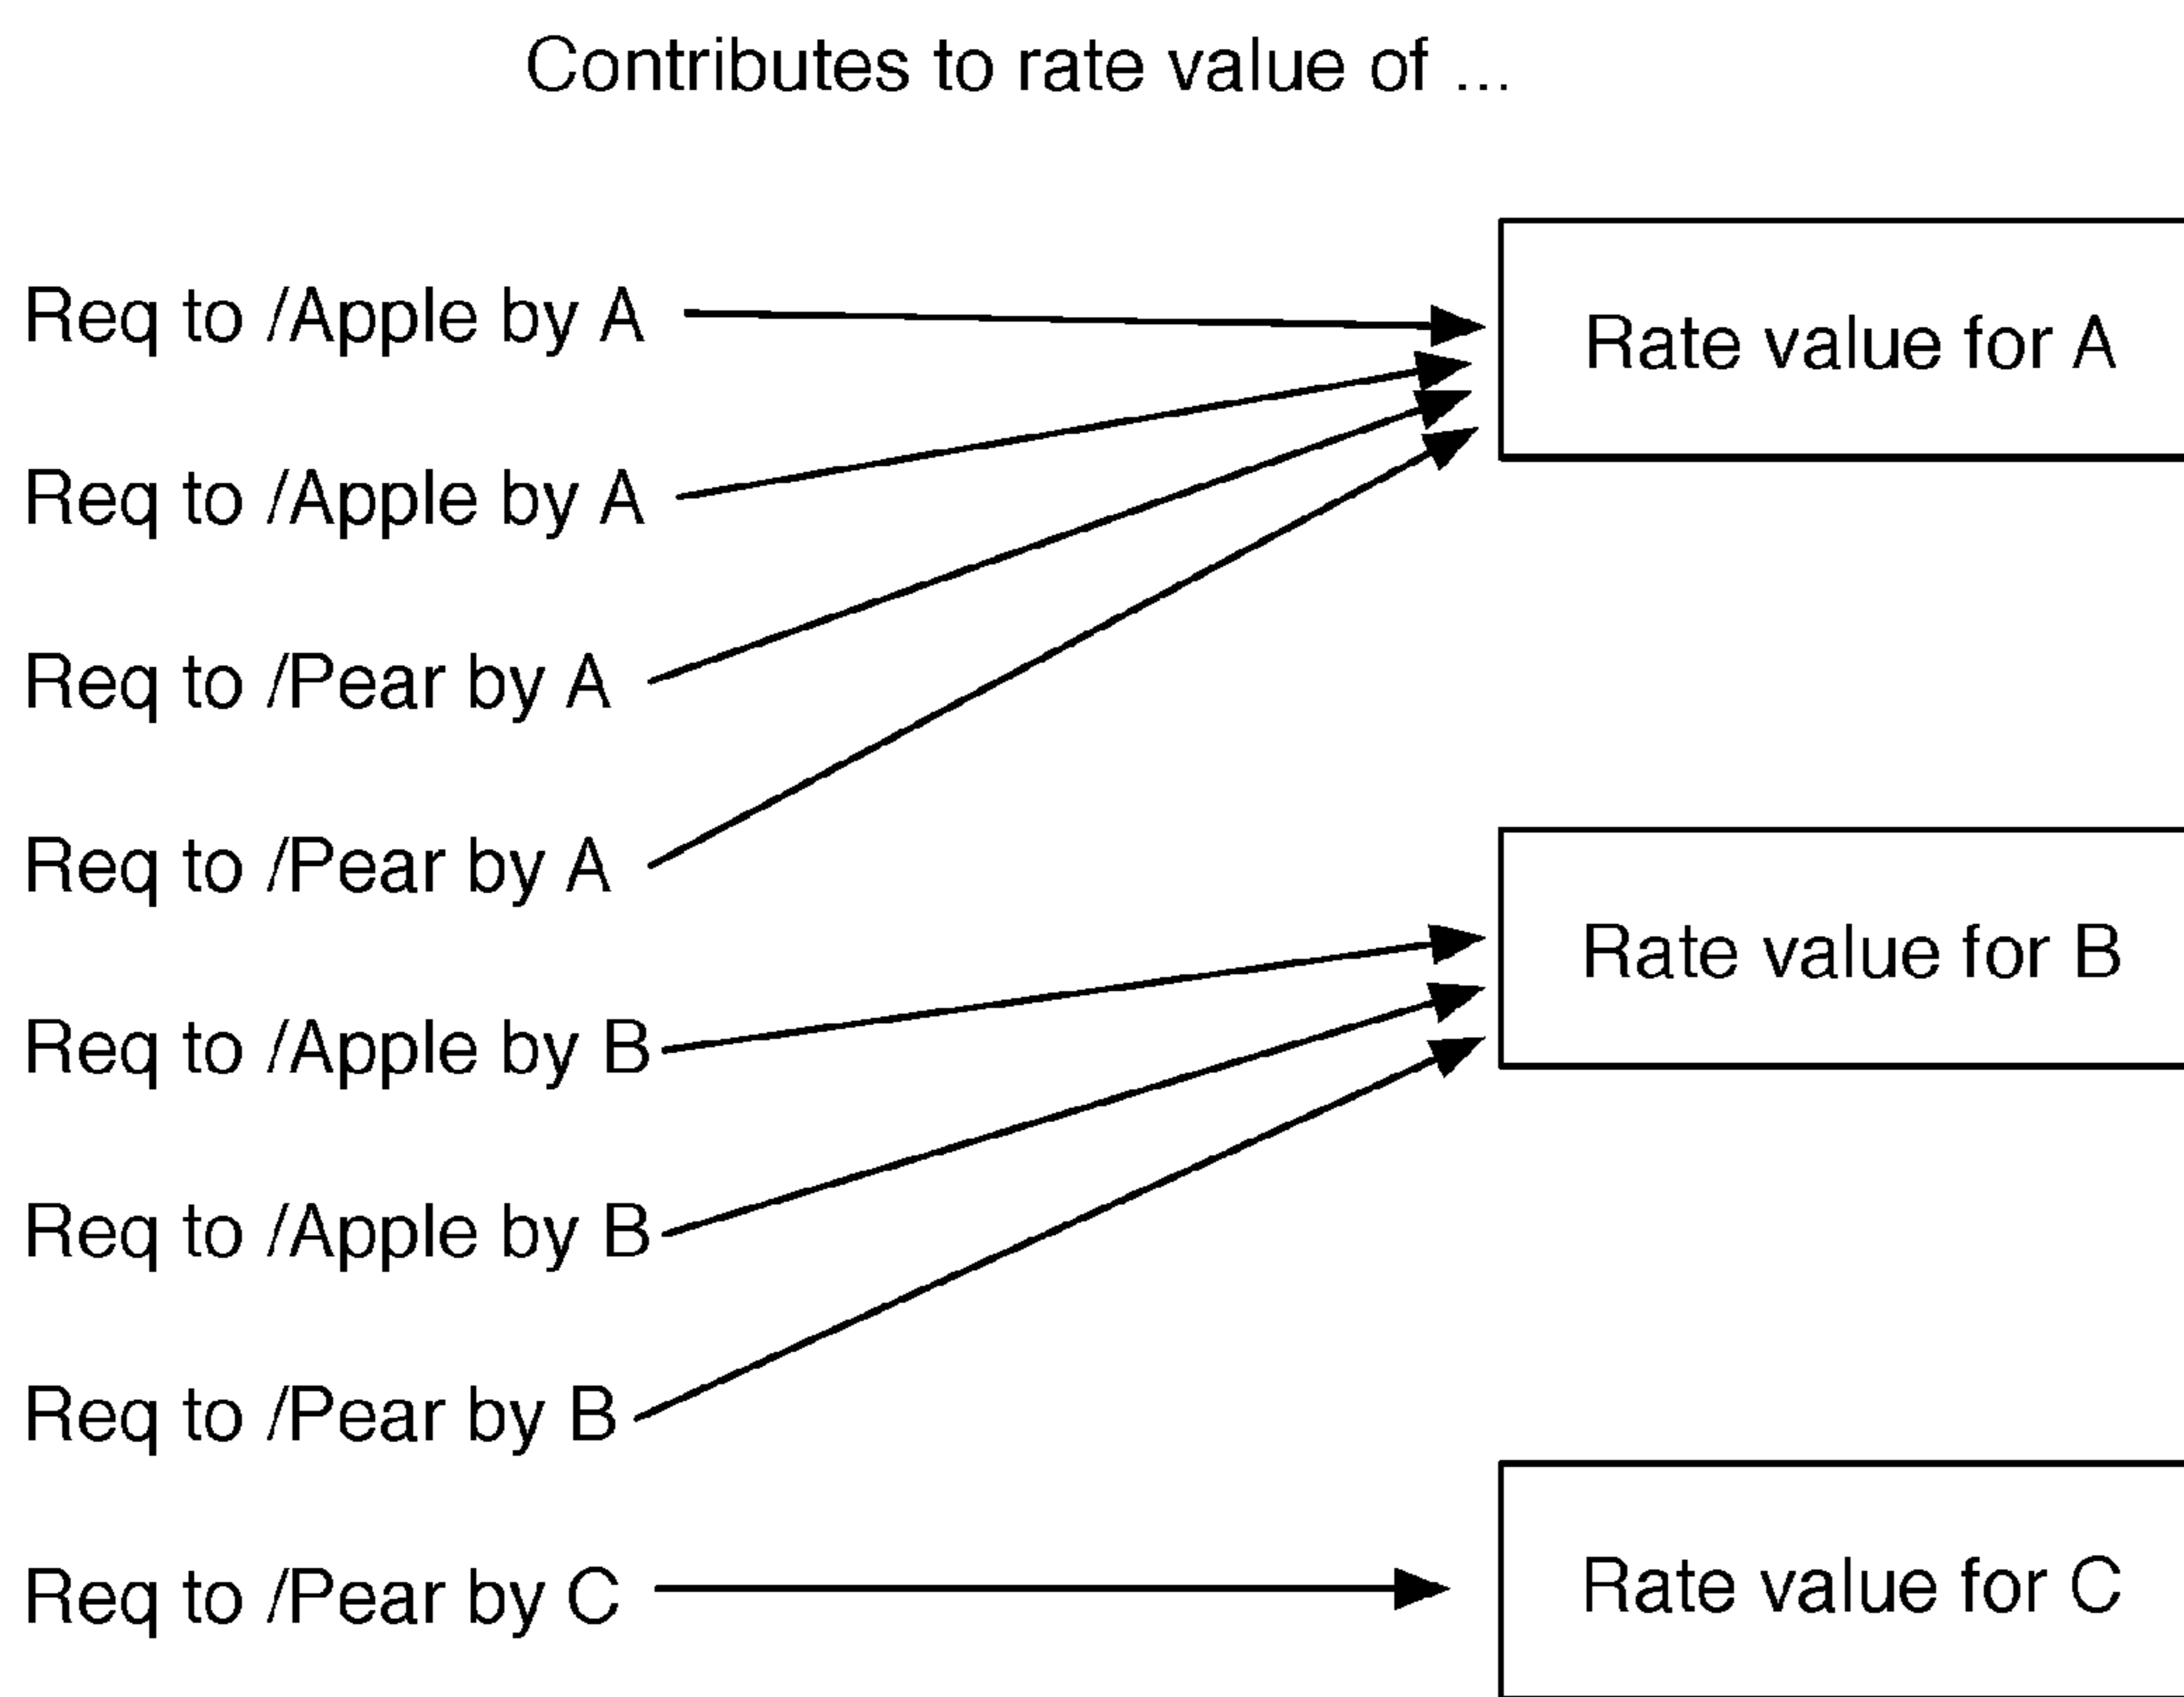 Contributes to rate value of ...
Req to /Apple by A
Rate value for A
Req to /Apple by A
Req to /Pear by A
Req to /Pear by A
Rate value for B
Req to /Apple by B
Req to /Apple by B
Req to /Pear by B
Req to /Pear by C
Rate value for C